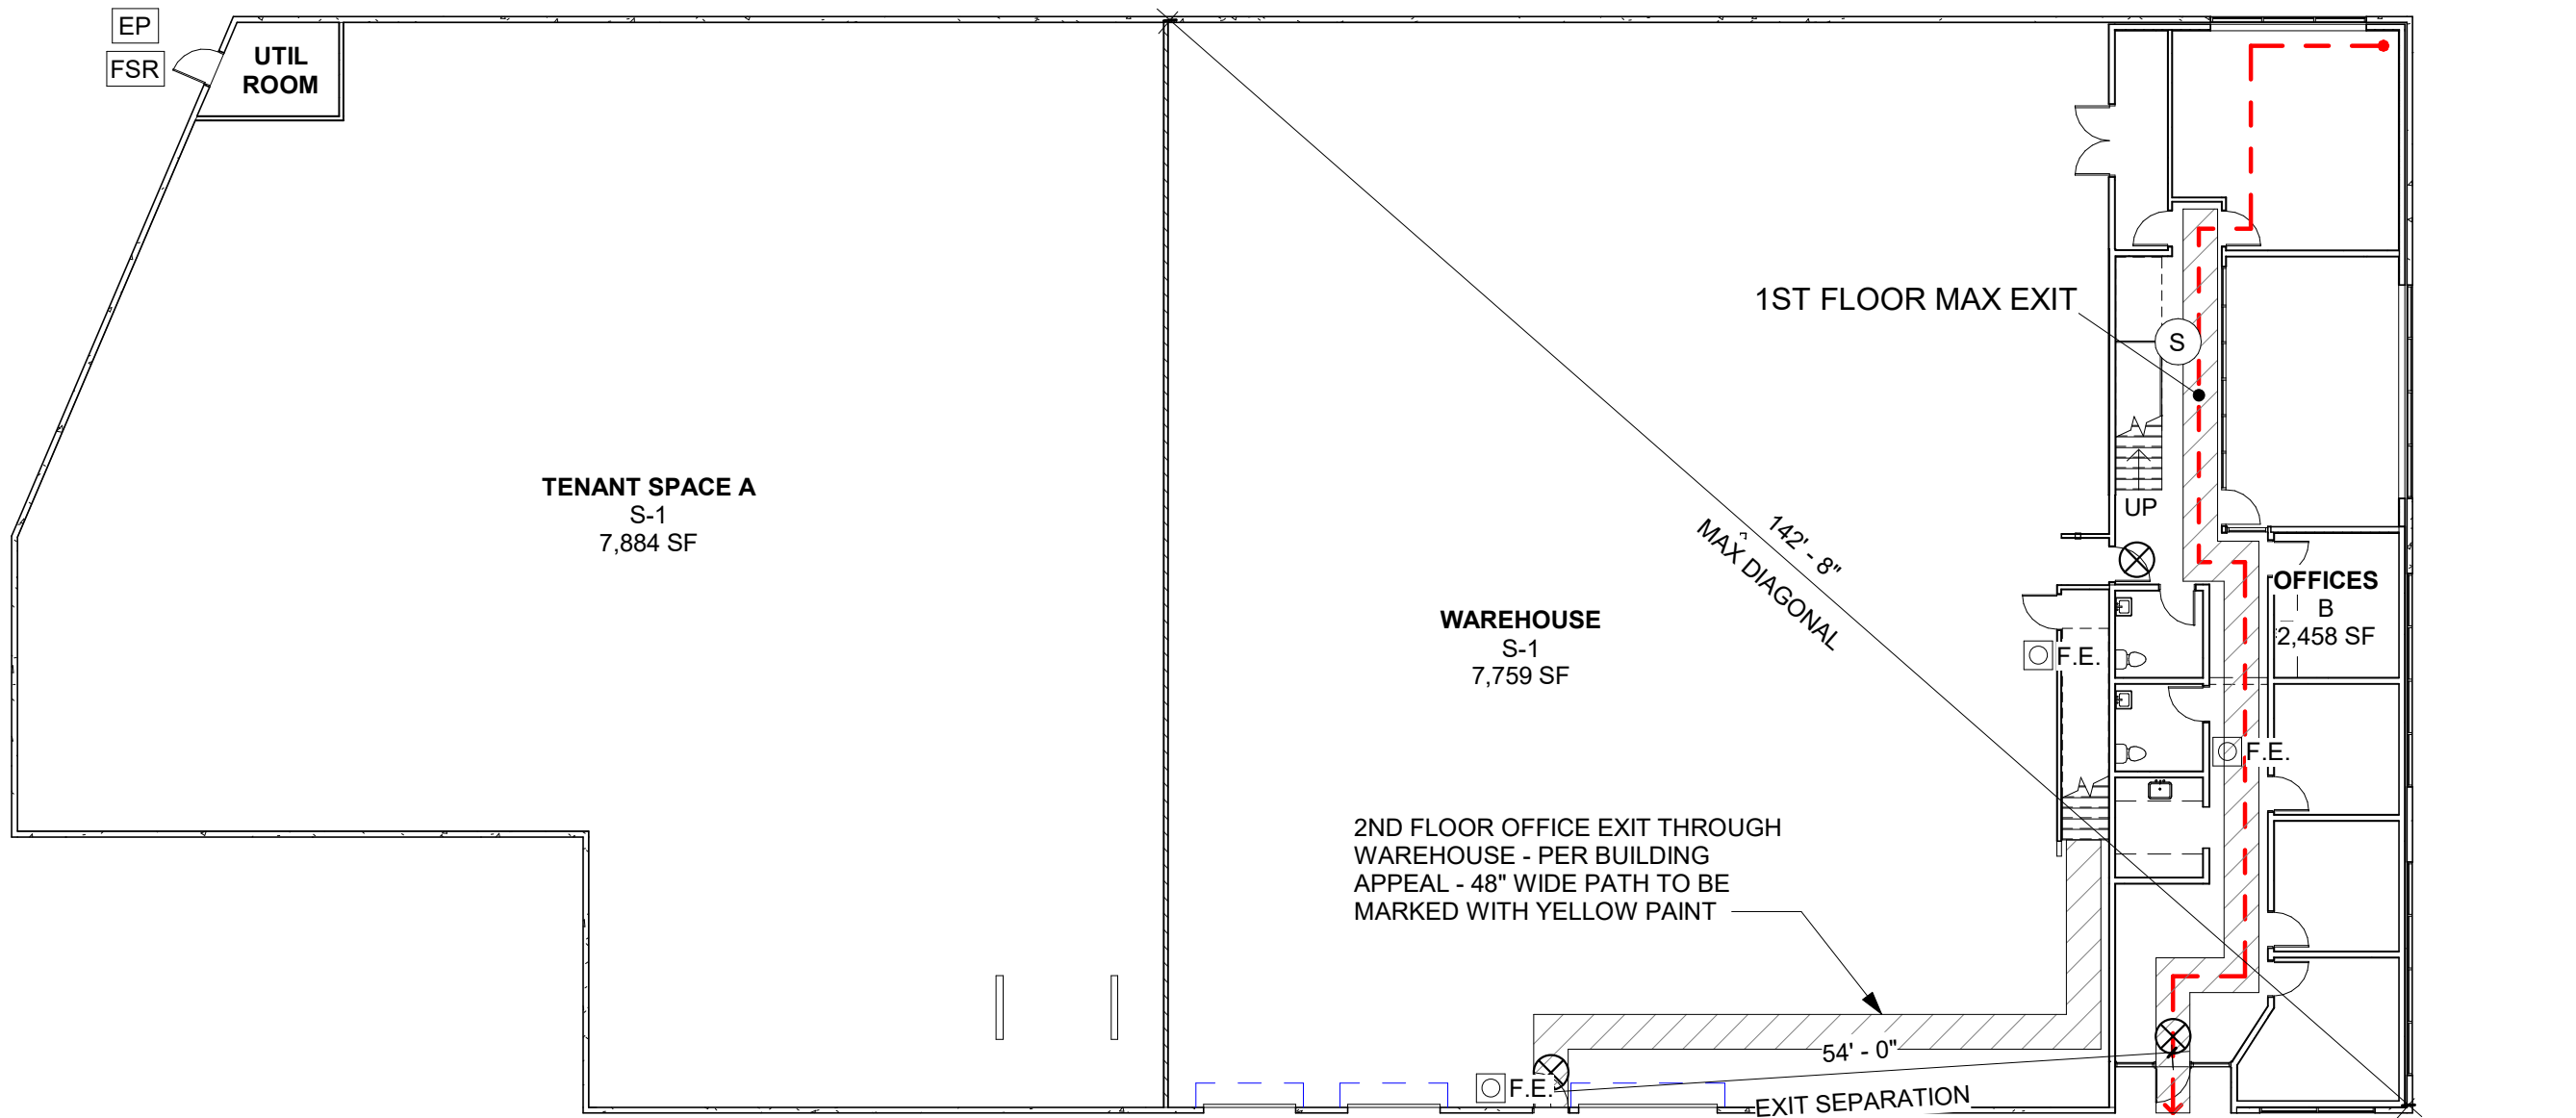 EP
FSR
UTIL
ROOM
1ST FLOOR MAX EXIT
S
TENANT SPACE A
S-1
7,884 SF
UP
142' - 8"
MAX DIAGONAL
OFFICES
B
2,458 SF
WAREHOUSE
S-1
7,759 SF
F.E.
F.E.
2ND FLOOR OFFICE EXIT THROUGH
WAREHOUSE - PER BUILDING
APPEAL - 48" WIDE PATH TO BE
MARKED WITH YELLOW PAINT
54' - 0"
F.E.
EXIT SEPARATION